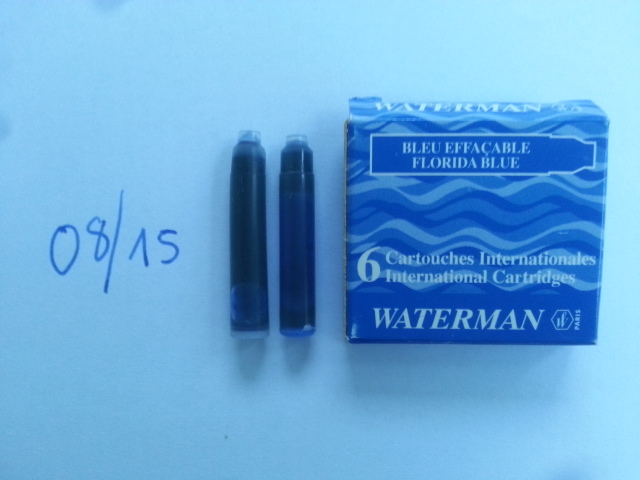 08/15
WATERMAN
BLEU EFFAÇABLE
FLORIDA BLUE
6 Cartouches Internationales
International Cartridges
WATERMAN
PARIS